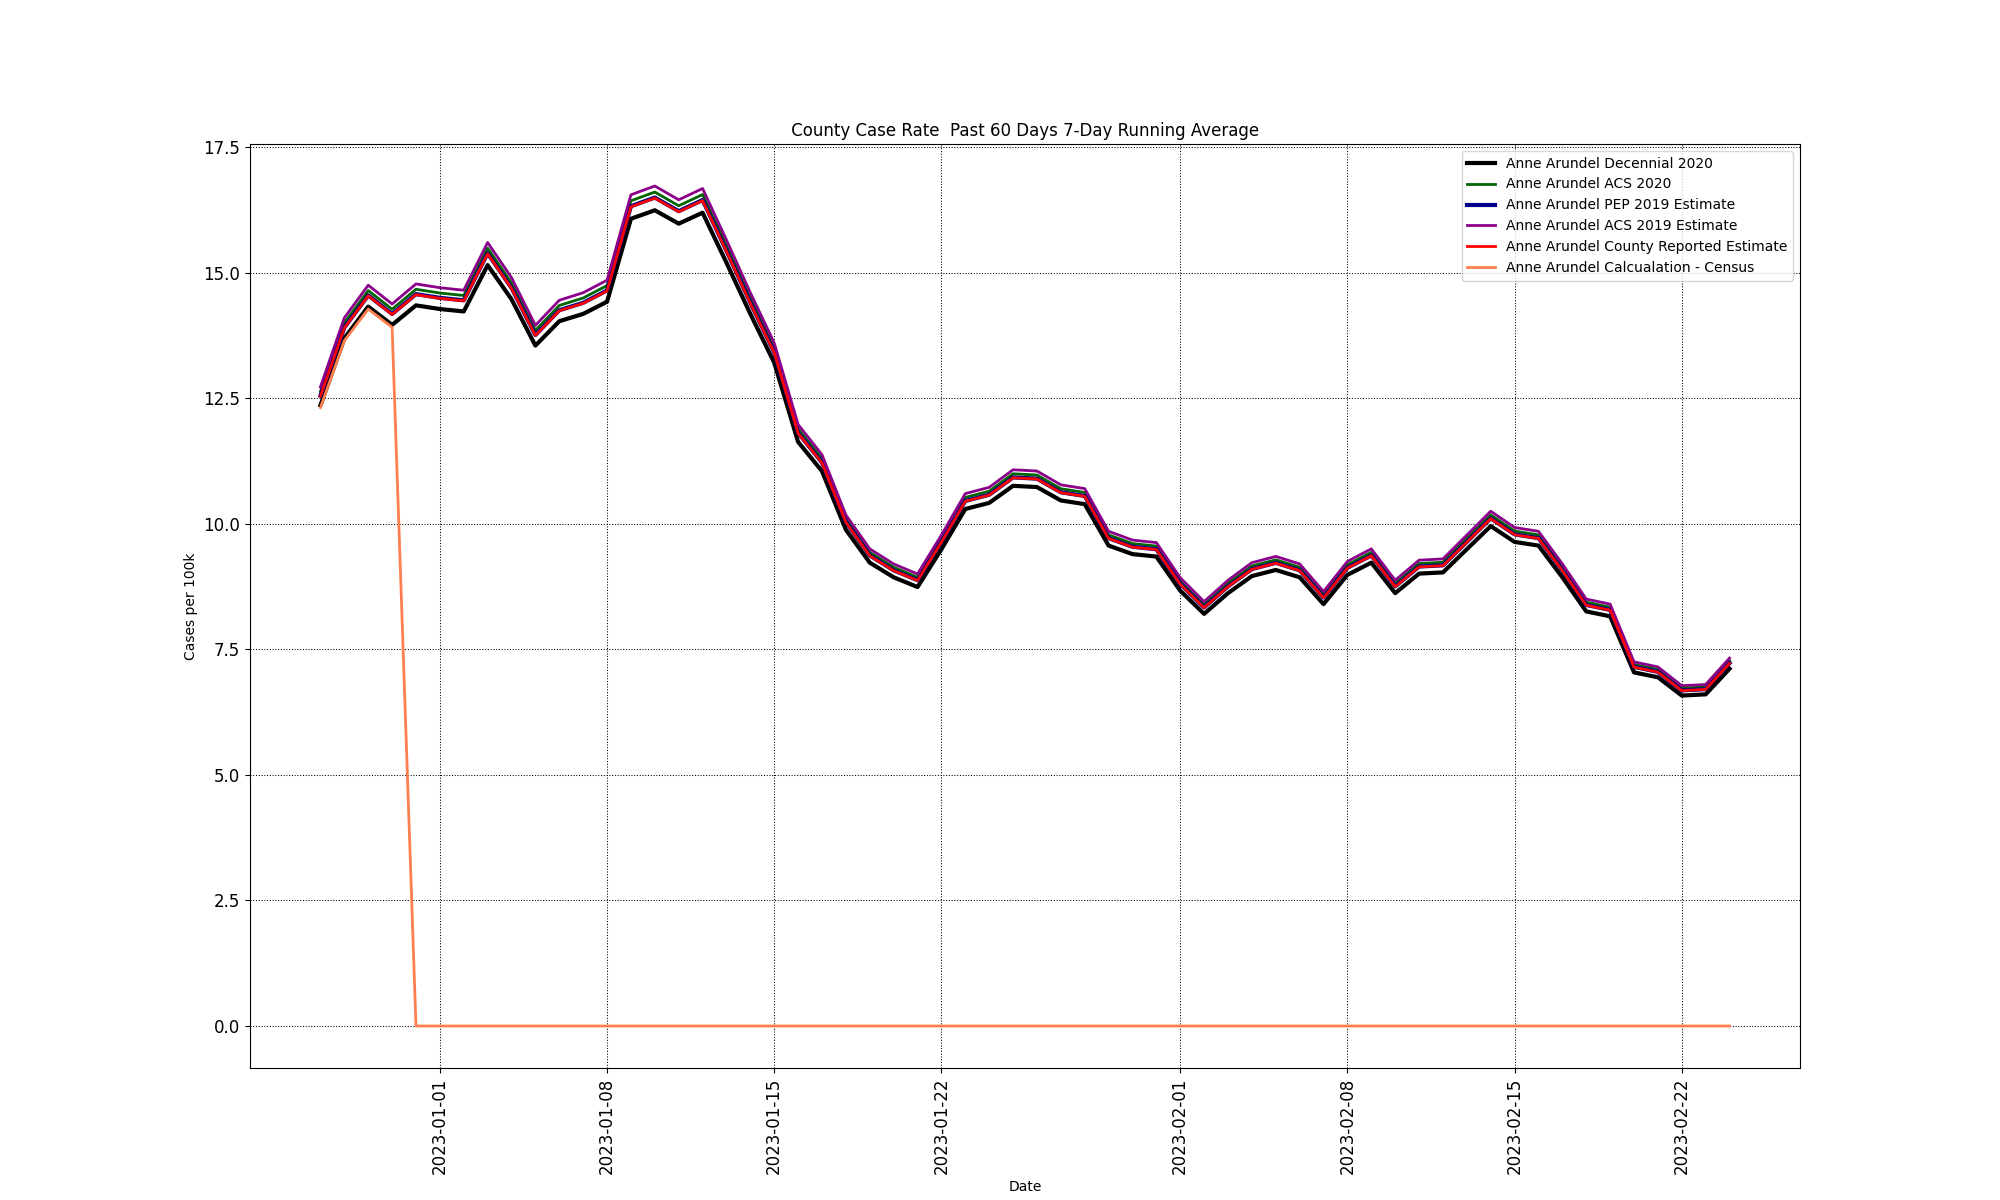 County Case Rate  Past 60 Days 7-Day Running Average
17.5
15.0
12.5
10.0
7.5
5.0
2.5
0.0
Cases per 100k
Anne Arundel Decennial 2020
Anne Arundel ACS 2020
Anne Arundel PEP 2019 Estimate
Anne Arundel ACS 2019 Estimate
Anne Arundel County Reported Estimate
Anne Arundel Calcualation - Census
2023-01-01
2023-01-08
2023-01-15
2023-01-22
2023-02-01
2023-02-08
2023-02-15
2023-02-22
Date